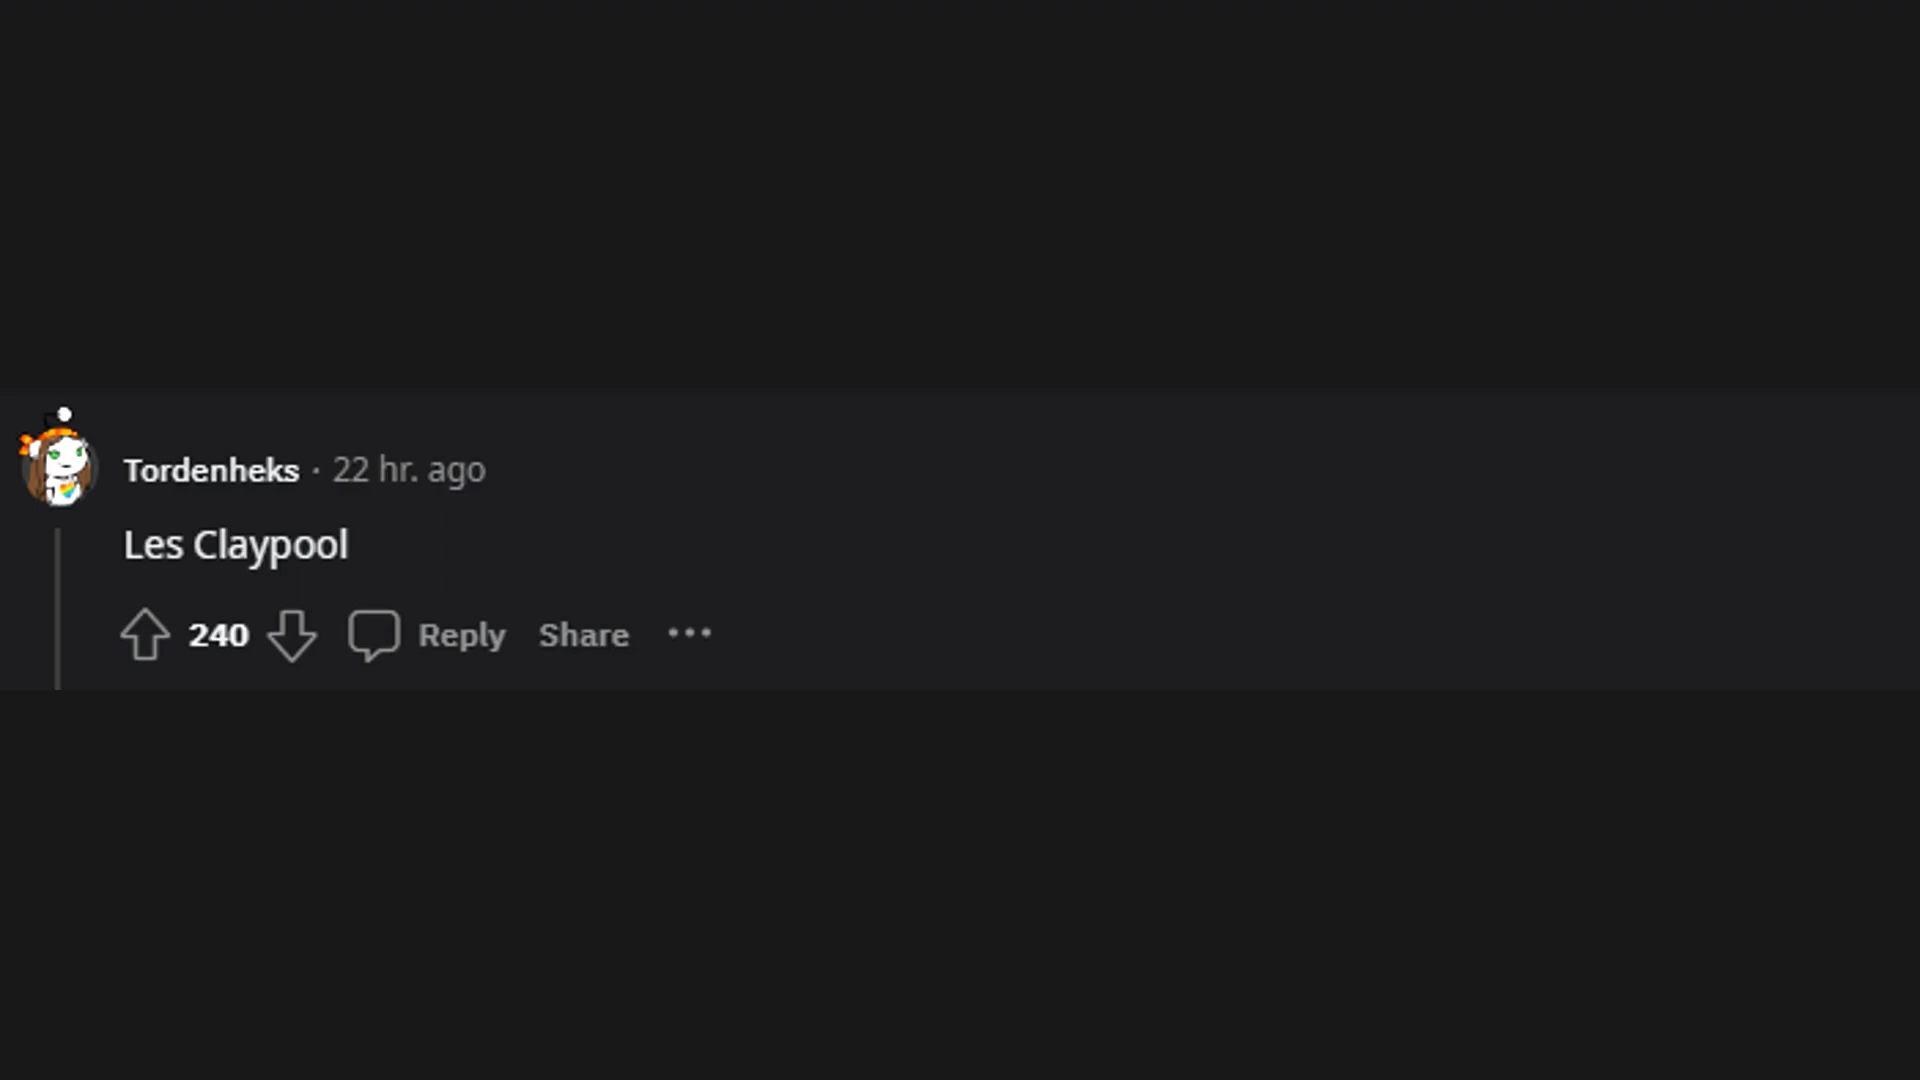 Tordenheks · 22 hr. ago
Les Claypool
240 Reply Share ···